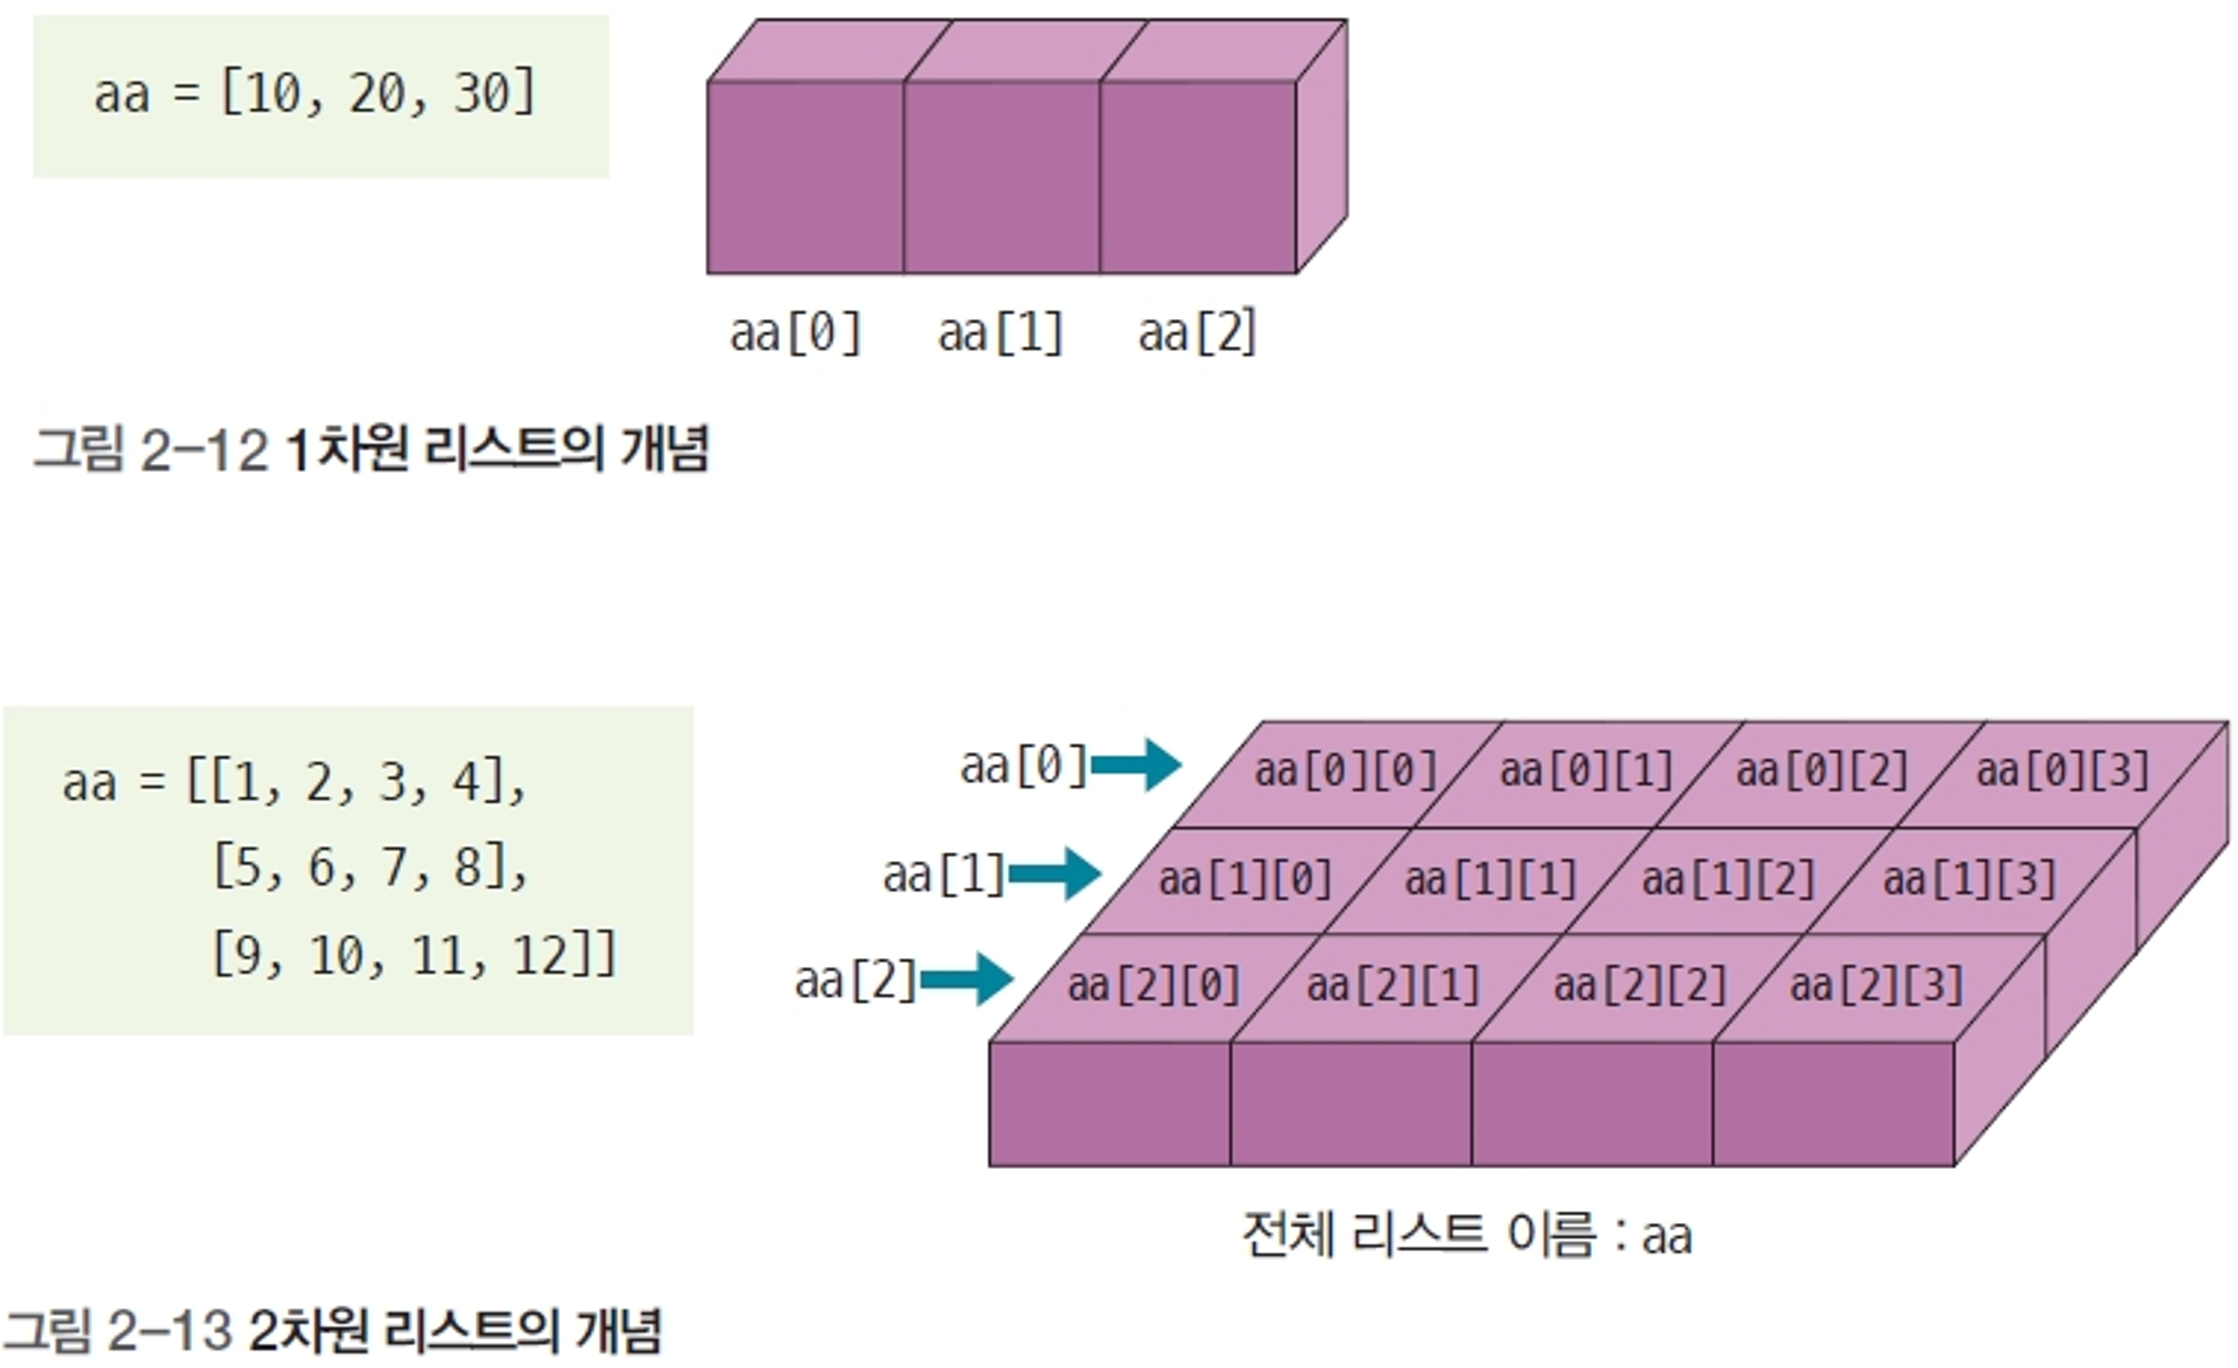 aa = [10, 20, 30]
aa[0] aa[1] aa[2]
그림 2-12 1차원 리스트의 개념
aa = [[1, 2, 3, 4],
[5, 6, 7, 8],
[9, 10, 11, 12]]
aa[0] aa[0][0] aa[0][1] aa[0][2] aa[0][3]
aa[1] aa[1][0] aa[1][1] aa[1][2] aa[1][3]
aa[2] aa[2][0] aa[2][1] aa[2][2] aa[2][3]
전체 리스트 이름 : aa
그림 2-13 2차원 리스트의 개념